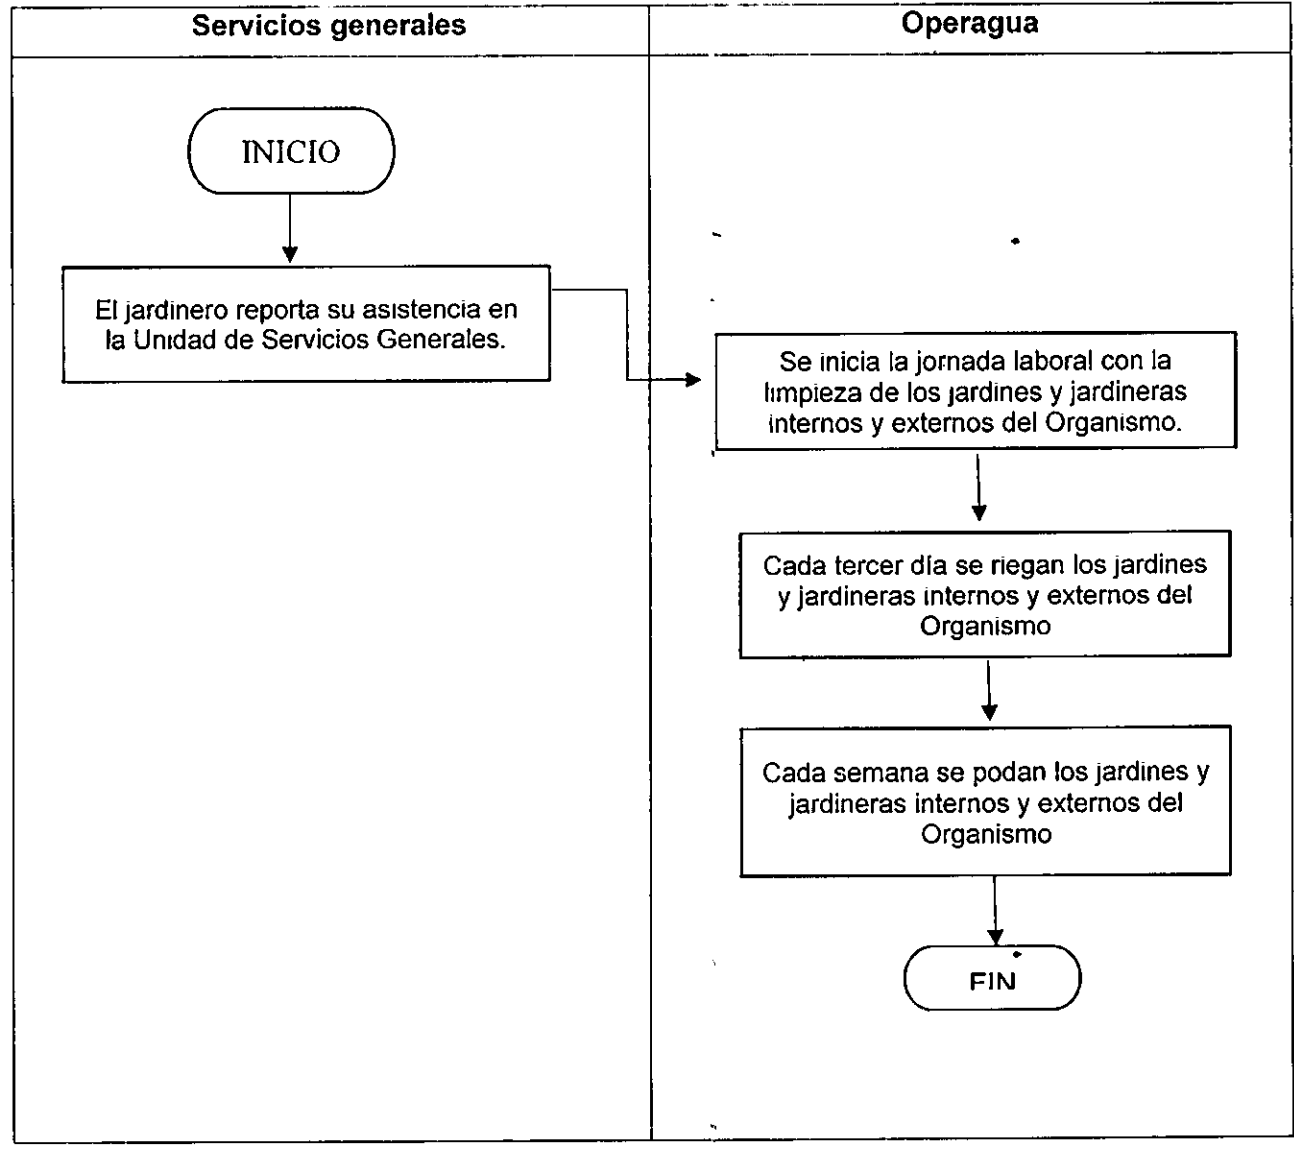 Servicios generales
Operagua
INICIO
El jardinero reporta su asistencia en
la Unidad de Servicios Generales.
Se inicia la jornada laboral con la
limpieza de los jardines y jardineras
internos y externos del Organismo.
Cada tercer día se riegan los jardines
y jardineras internos y externos del
Organismo
Cada semana se podan los jardines y
jardineras internos y externos del
Organismo
FIN